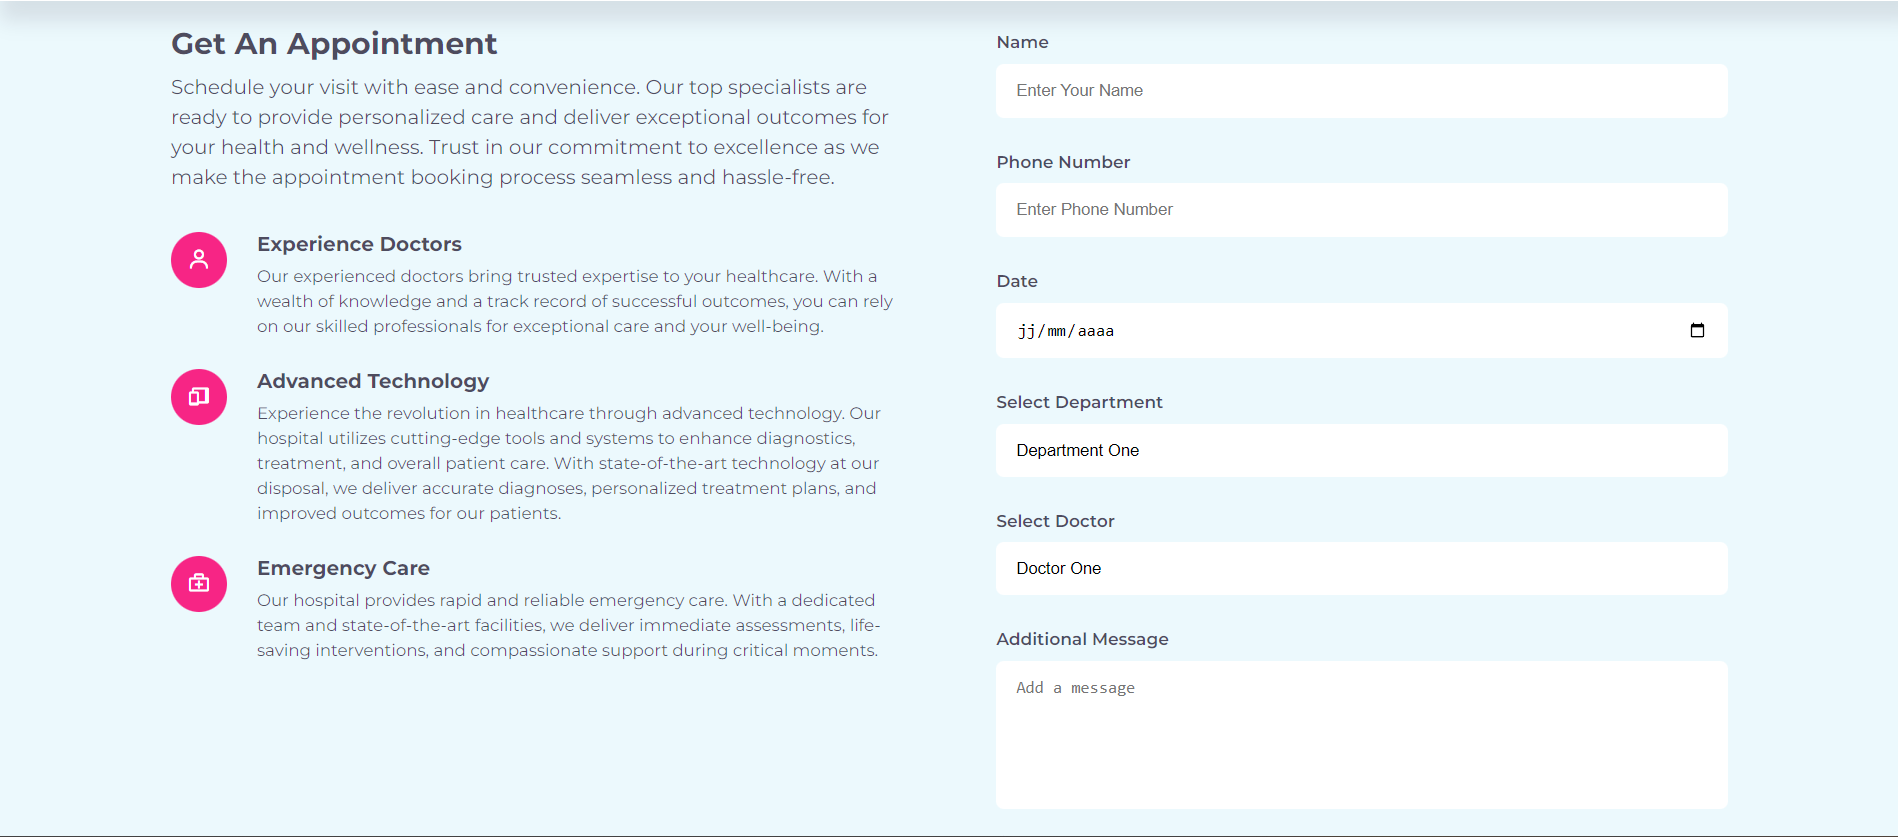 Get An Appointment
Schedule your visit with ease and convenience. Our top specialists are
ready to provide personalized care and deliver exceptional outcomes for
your health and wellness. Trust in our commitment to excellence as we
make the appointment booking process seamless and hassle-free.
Experience Doctors
Our experienced doctors bring trusted expertise to your healthcare. With a
wealth of knowledge and a track record of successful outcomes, you can rely
on our skilled professionals for exceptional care and your well-being.
Advanced Technology
Experience the revolution in healthcare through advanced technology. Our
hospital utilizes cutting-edge tools and systems to enhance diagnostics,
treatment, and overall patient care. With state-of-the-art technology at our
disposal, we deliver accurate diagnoses, personalized treatment plans, and
improved outcomes for our patients.
Emergency Care
Our hospital provides rapid and reliable emergency care. With a dedicated
team and state-of-the-art facilities, we deliver immediate assessments, life-
saving interventions, and compassionate support during critical moments.
Name
Enter Your Name
Phone Number
Enter Phone Number
Date
jj/mm/aaaa
Select Department
Department One
Select Doctor
Doctor One
Additional Message
Add a message